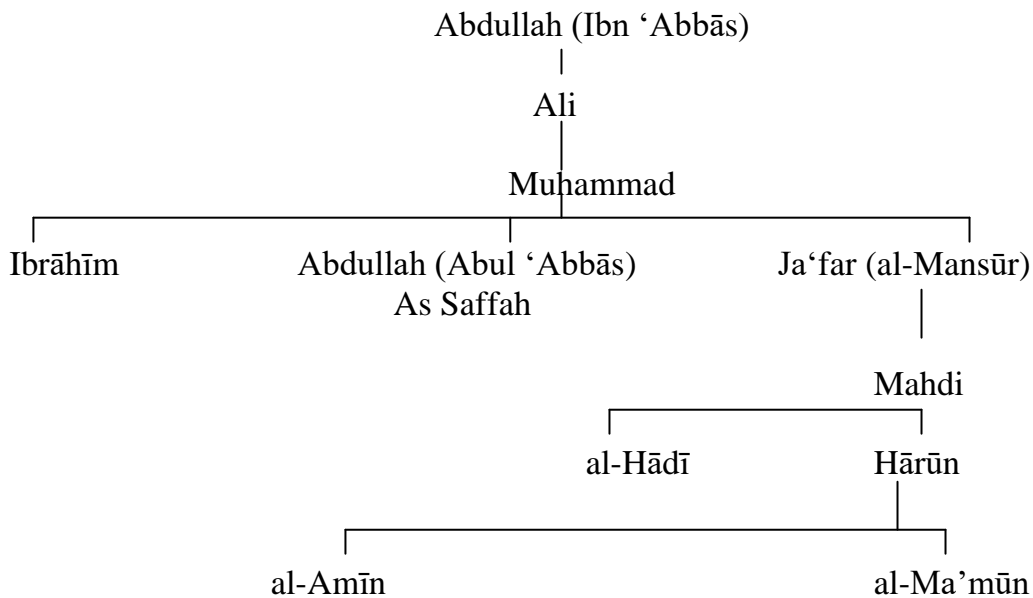 Abdullah (Ibn ‘Abbās)
Ali
Muhammad
Ibrāhīm
Abdullah (Abul ‘Abbās)
As Saffah
Ja‘far (al-Mansūr)
Mahdi
al-Hādī
Hārūn
al-Amīn
al-Ma’mūn